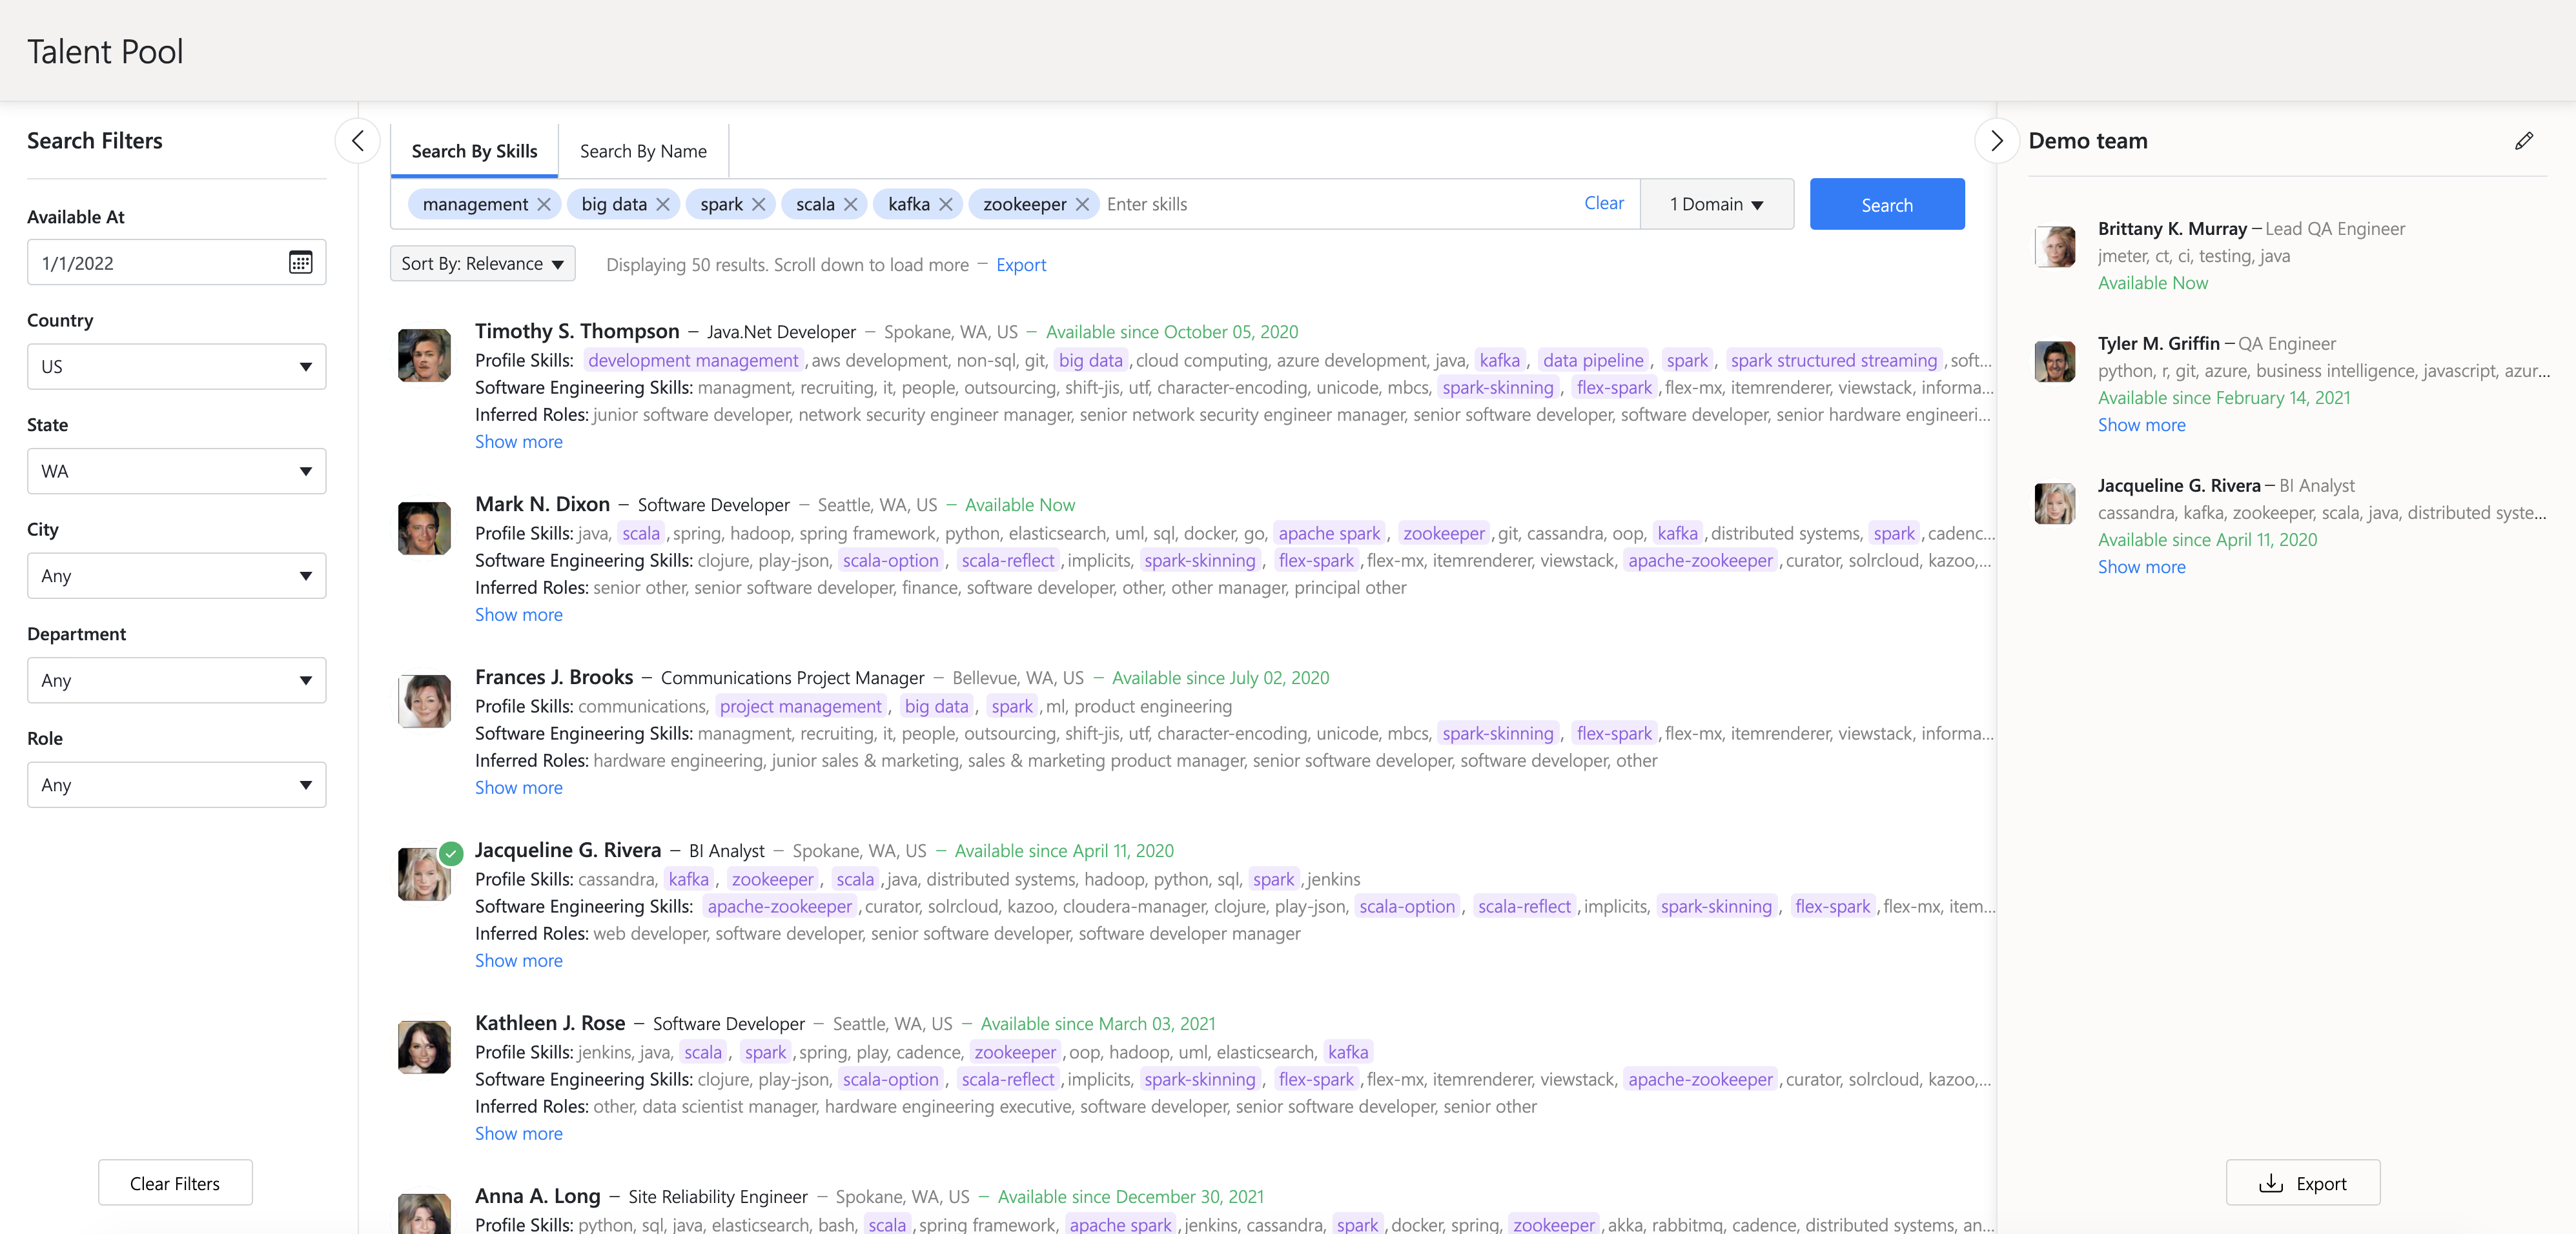 Talent Pool
Search Filters
Available At
1/1/2022
Country
US
State
WA
City
Any
Department
Any
Role
Any
Clear Filters
Search By Skills
Search By Name
management big data spark scala kafka zookeeper Enter skills Clear 1 Domain Search
Sort By: Relevance Displaying 50 results. Scroll down to load more – Export
Timothy S. Thompson – Java.Net Developer – Spokane, WA, US – Available since October 05, 2020
Profile Skills: development management, aws development, non-sql, git, big data, cloud computing, azure development, java, kafka, data pipeline, spark, spark structured streaming, soft...
Software Engineering Skills: managment, recruiting, it, people, outsourcing, shift-jis, utf, character-encoding, unicode, mbcs, spark-skinning, flex-spark, flex-mx, itemrenderer, viewstack, informa...
Inferred Roles: junior software developer, network security engineer manager, senior network security engineer manager, senior software developer, software developer, senior hardware engineeri...
Show more
Mark N. Dixon – Software Developer – Seattle, WA, US – Available Now
Profile Skills: java, scala, spring, hadoop, spring framework, python, elasticsearch, uml, sql, docker, go, apache spark, zookeeper, git, cassandra, oop, kafka, distributed systems, spark, cadenc...
Software Engineering Skills: clojure, play-json, scala-option, scala-reflect, implicits, spark-skinning, flex-spark, flex-mx, itemrenderer, viewstack, apache-zookeeper, curator, solrcloud, kazoo,...
Inferred Roles: senior other, senior software developer, finance, software developer, other, other manager, principal other
Show more
Frances J. Brooks – Communications Project Manager – Bellevue, WA, US – Available since July 02, 2020
Profile Skills: communications, project management, big data, spark, ml, product engineering
Software Engineering Skills: managment, recruiting, it, people, outsourcing, shift-jis, utf, character-encoding, unicode, mbcs, spark-skinning, flex-spark, flex-mx, itemrenderer, viewstack, informa...
Inferred Roles: hardware engineering, junior sales & marketing, sales & marketing product manager, senior software developer, software developer, other
Show more
Jacqueline G. Rivera – BI Analyst – Spokane, WA, US – Available since April 11, 2020
Profile Skills: cassandra, kafka, zookeeper, scala, java, distributed systems, hadoop, python, sql, spark, jenkins
Software Engineering Skills: apache-zookeeper, curator, solrcloud, kazoo, cloudera-manager, clojure, play-json, scala-option, scala-reflect, implicits, spark-skinning, flex-spark, flex-mx, item...
Inferred Roles: web developer, software developer, senior software developer, software developer manager
Show more
Kathleen J. Rose – Software Developer – Seattle, WA, US – Available since March 03, 2021
Profile Skills: jenkins, java, scala, spark, spring, play, cadence, zookeeper, oop, hadoop, uml, elasticsearch, kafka
Software Engineering Skills: clojure, play-json, scala-option, scala-reflect, implicits, spark-skinning, flex-spark, flex-mx, itemrenderer, viewstack, apache-zookeeper, curator, solrcloud, kazoo,...
Inferred Roles: other, data scientist manager, hardware engineering executive, software developer, senior software developer, senior other
Show more
Anna A. Long – Site Reliability Engineer – Spokane, WA, US – Available since December 30, 2021
Profile Skills: python, sql, java, elasticsearch, bash, scala, spring framework, apache spark, jenkins, cassandra, spark, docker, spring, zookeeper, akka, rabbitmq, cadence, distributed systems, an...
Demo team
Brittany K. Murray – Lead QA Engineer
jmeter, ct, ci, testing, java
Available Now
Tyler M. Griffin – QA Engineer
python, r, git, azure, business intelligence, javascript, azur...
Available since February 14, 2021
Show more
Jacqueline G. Rivera – BI Analyst
cassandra, kafka, zookeeper, scala, java, distributed syste...
Available since April 11, 2020
Show more
Export